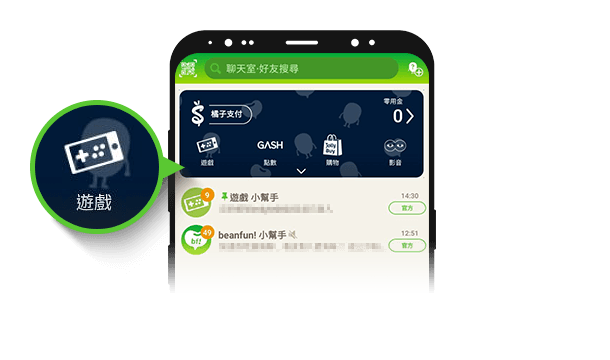 聊天室·好友搜尋
橘子支付
零用金
0
遊戲
GASH
點數
Jolly Buy
購物
影音
遊戲
9
遊戲 小幫手
14:30
官方
49
bf!
beanfun! 小幫手
12:51
官方